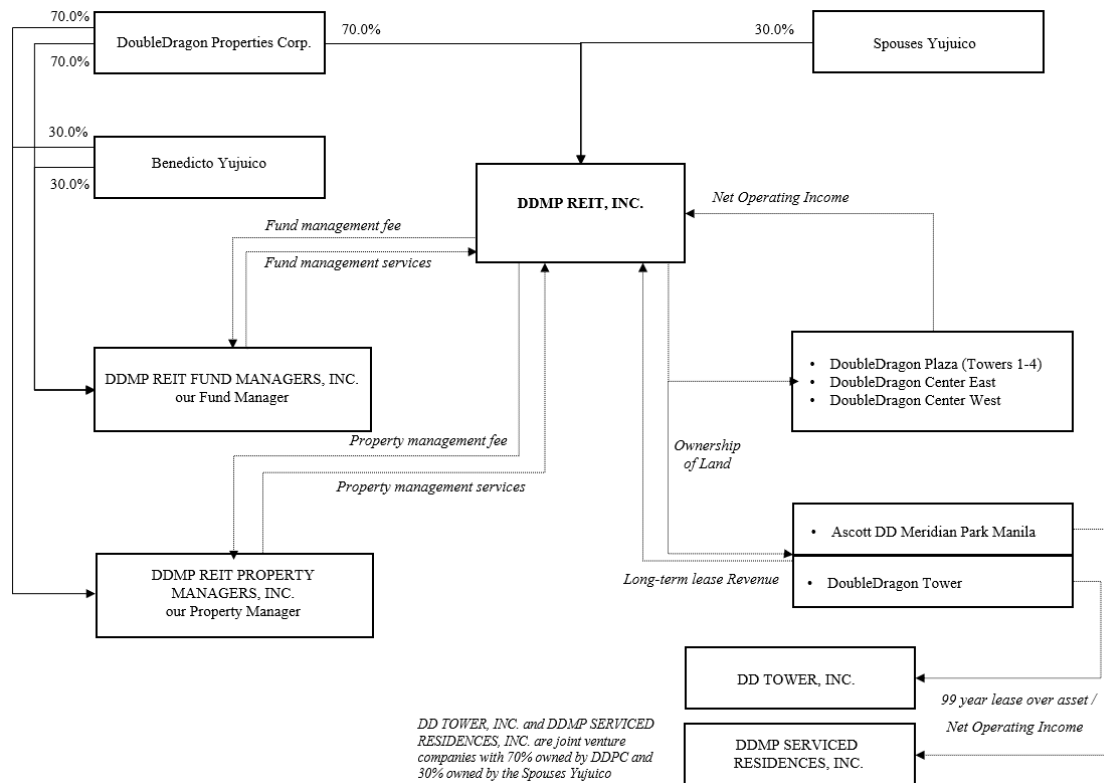 70.0%
DoubleDragon Properties Corp.
70.0%
30.0%
Spouses Yujuico
70.0%
30.0%
Benedicto Yujuico
30.0%
DDMP REIT, INC.
Net Operating Income
Fund management fee
Fund management services
DDMP REIT FUND MANAGERS, INC.
our Fund Manager
• DoubleDragon Plaza (Towers 1-4)
• DoubleDragon Center East
• DoubleDragon Center West
Property management fee
Ownership
of Land
Property management services
• Ascott DD Meridian Park Manila
Long-term lease Revenue
• DoubleDragon Tower
DDMP REIT PROPERTY
MANAGERS, INC.
our Property Manager
DD TOWER, INC.
99 year lease over asset /
Net Operating Income
DD TOWER, INC. and DDMP SERVICED
RESIDENCES, INC. are joint venture
companies with 70% owned by DDPC and
30% owned by the Spouses Yujuico
DDMP SERVICED
RESIDENCES, INC.